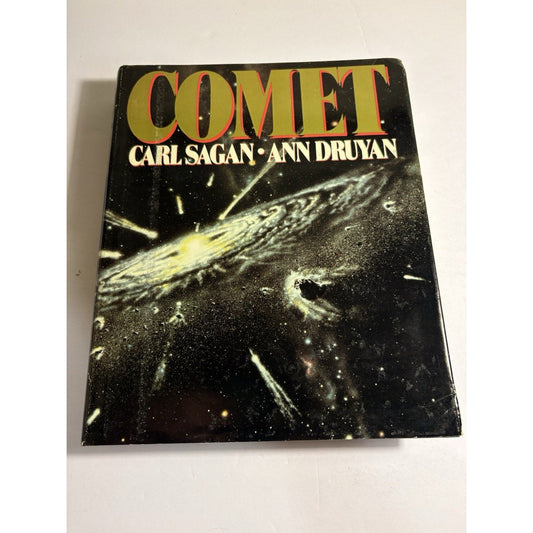 COMET
CARL SAGAN • ANN DRUYAN